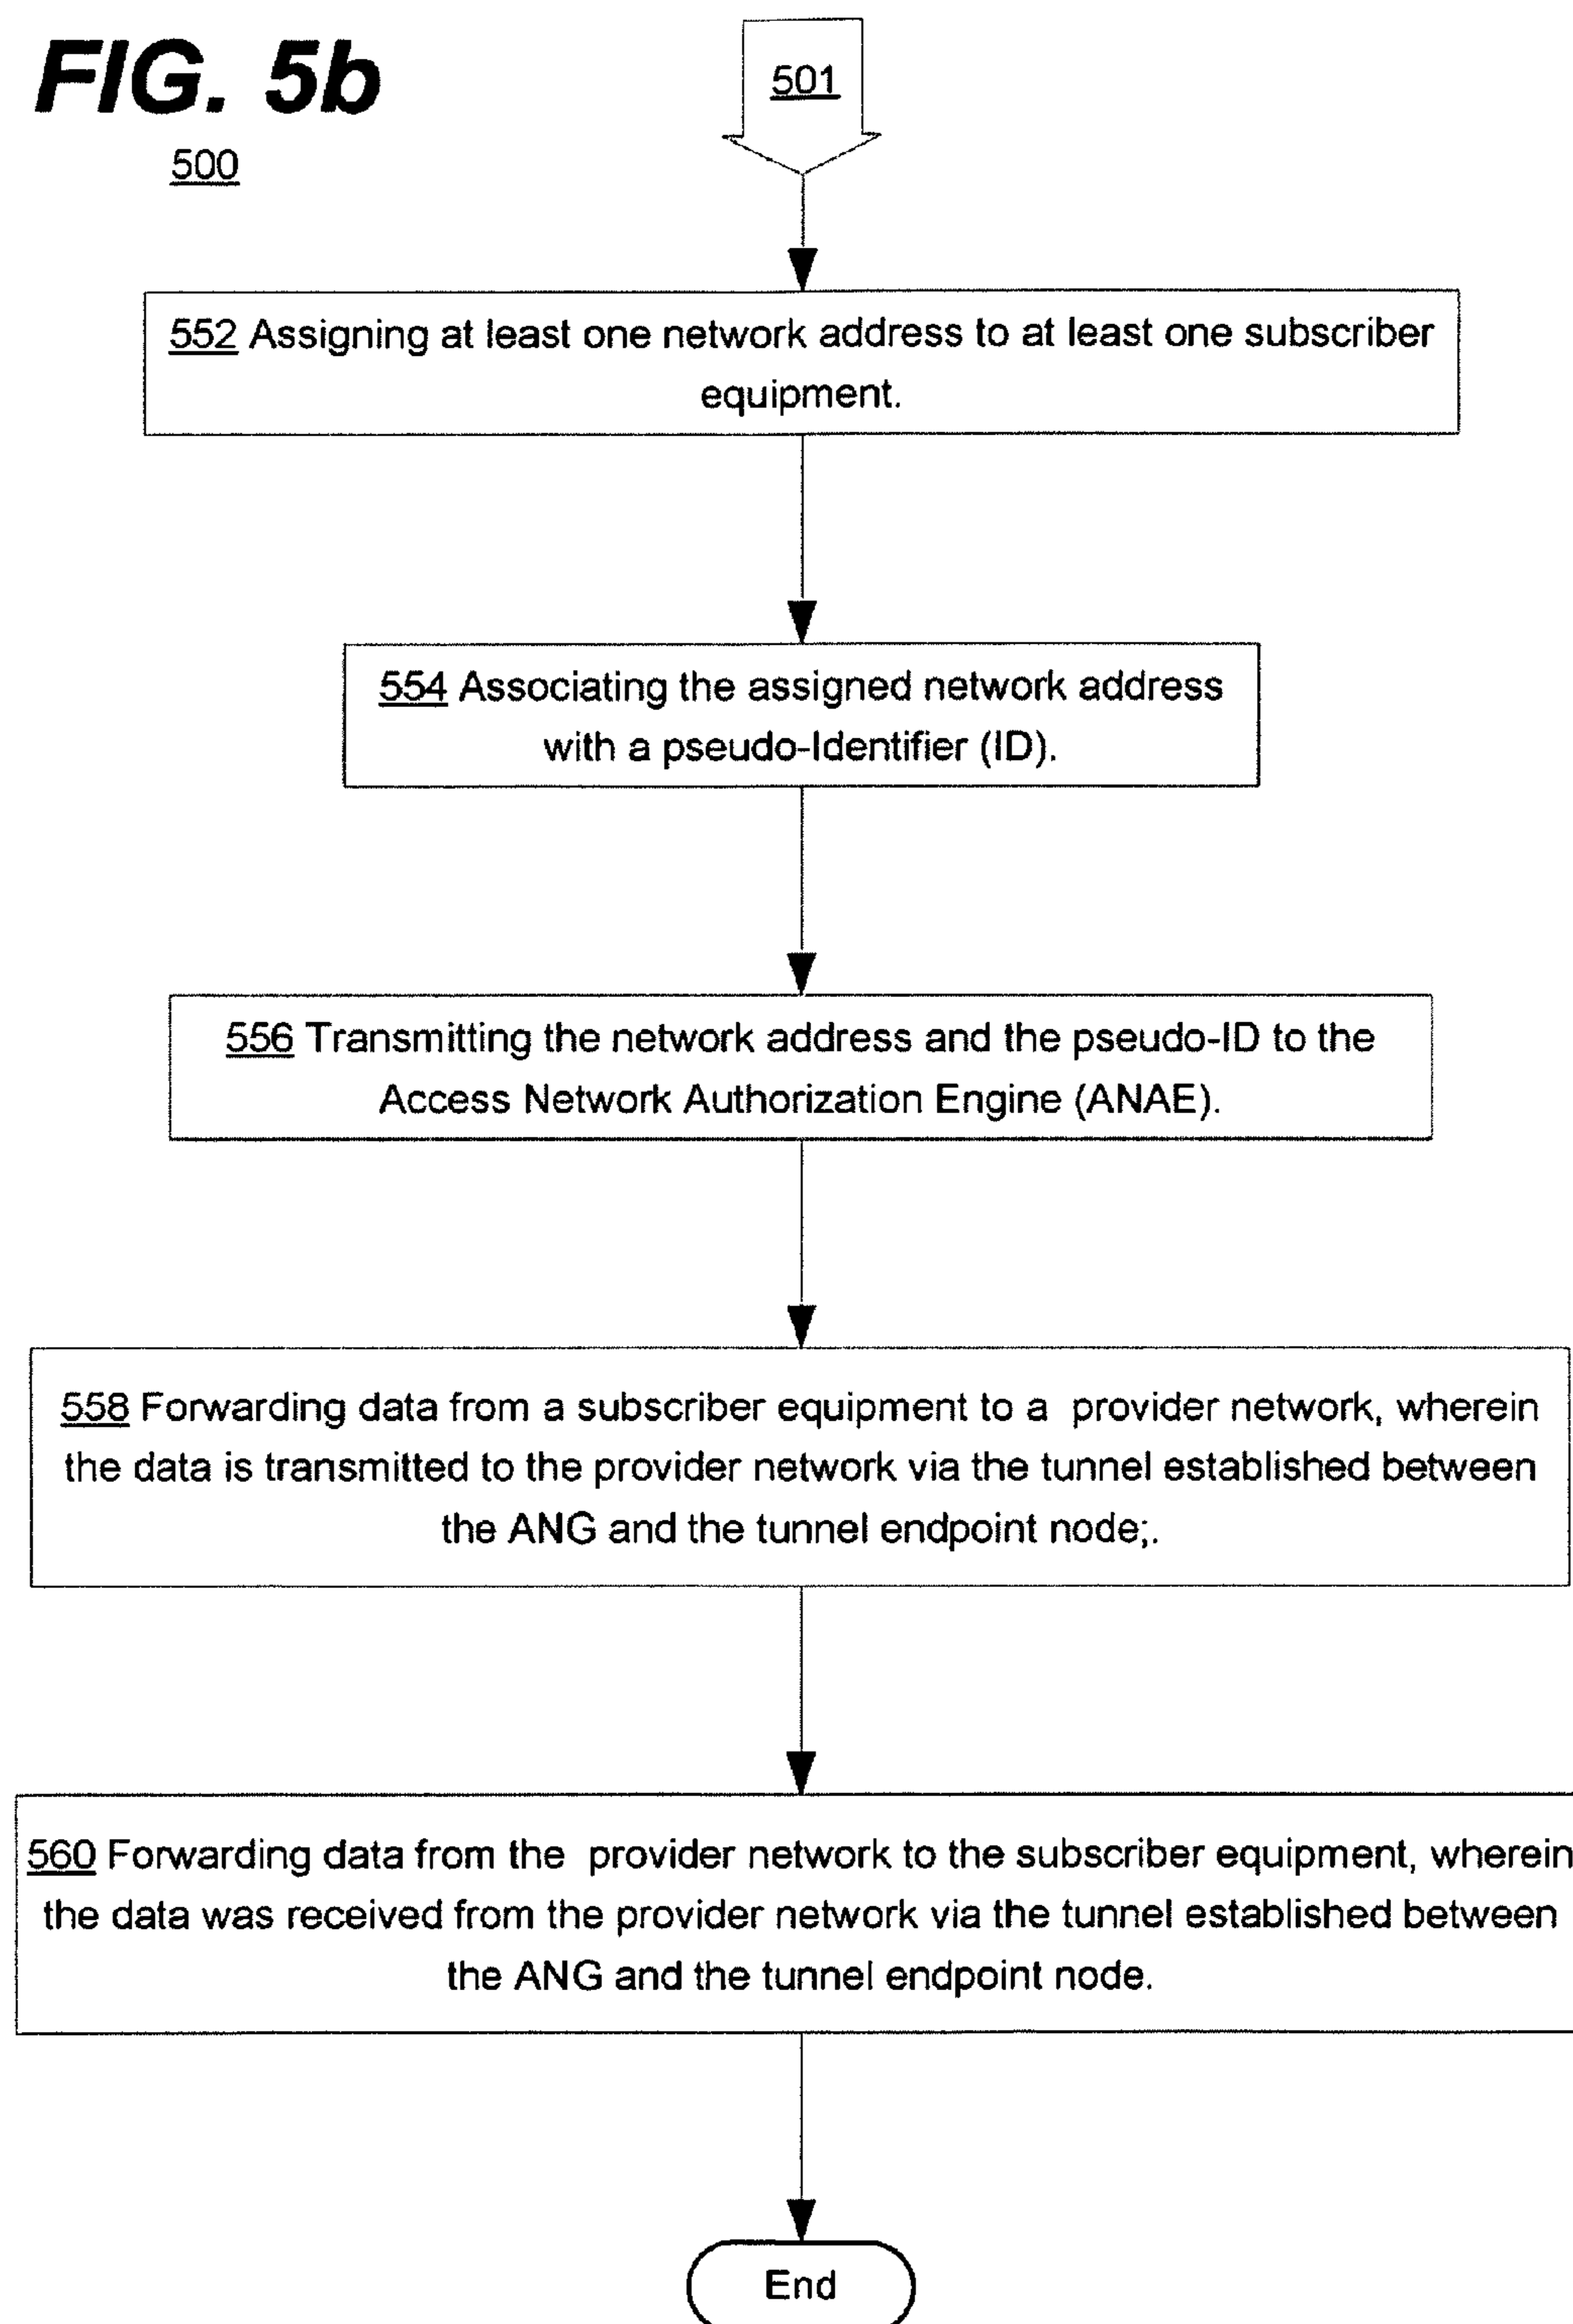 FIG. 5b
500
501
552 Assigning at least one network address to at least one subscriber
equipment.
554 Associating the assigned network address
with a pseudo-Identifier (ID).
556 Transmitting the network address and the pseudo-ID to the
Access Network Authorization Engine (ANAE).
558 Forwarding data from a subscriber equipment to a provider network, wherein
the data is transmitted to the provider network via the tunnel established between
the ANG and the tunnel endpoint node;.
560 Forwarding data from the provider network to the subscriber equipment, wherein
the data was received from the provider network via the tunnel established between
the ANG and the tunnel endpoint node.
End